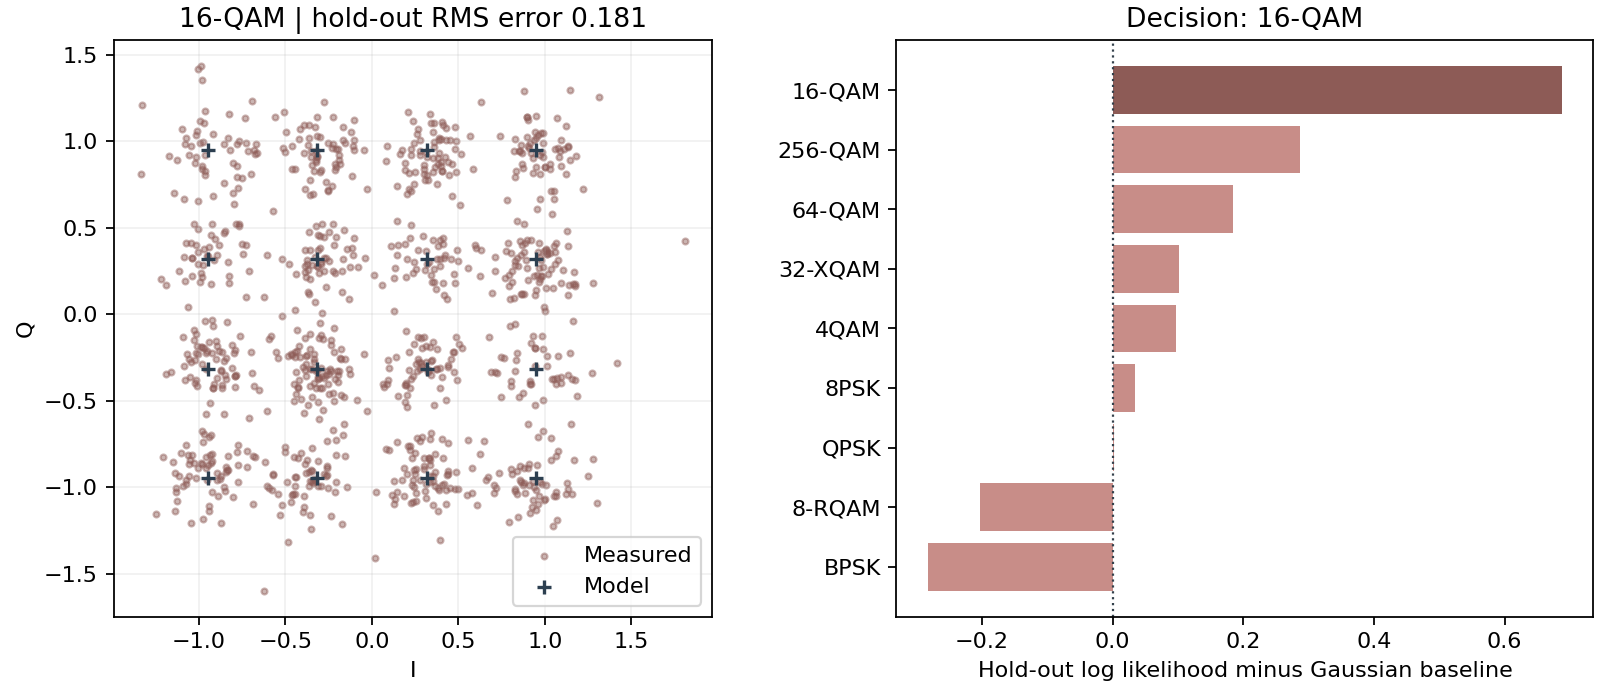 16-QAM | hold-out RMS error 0.181
1.5
1.0
0.5
0.0
−0.5
−1.0
−1.5
Q
−1.0
−0.5
0.0
0.5
1.0
1.5
I
Measured
Model
Decision: 16-QAM
16-QAM
256-QAM
64-QAM
32-XQAM
4QAM
8PSK
QPSK
8-RQAM
BPSK
−0.2
0.0
0.2
0.4
0.6
Hold-out log likelihood minus Gaussian baseline